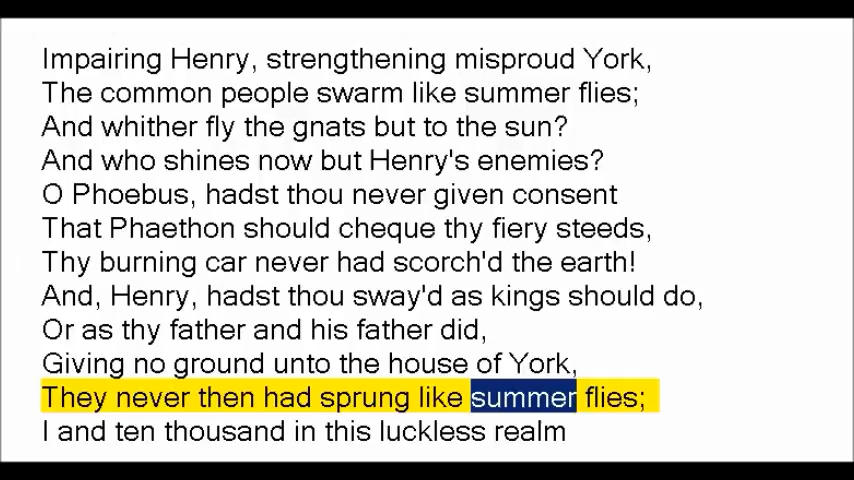 Impairing Henry, strengthening misproud York,
The common people swarm like summer flies;
And whither fly the gnats but to the sun?
And who shines now but Henry's enemies?
O Phoebus, hadst thou never given consent
That Phaethon should cheque thy fiery steeds,
Thy burning car never had scorch'd the earth!
And, Henry, hadst thou sway'd as kings should do,
Or as thy father and his father did,
Giving no ground unto the house of York,
They never then had sprung like summer flies;
I and ten thousand in this luckless realm